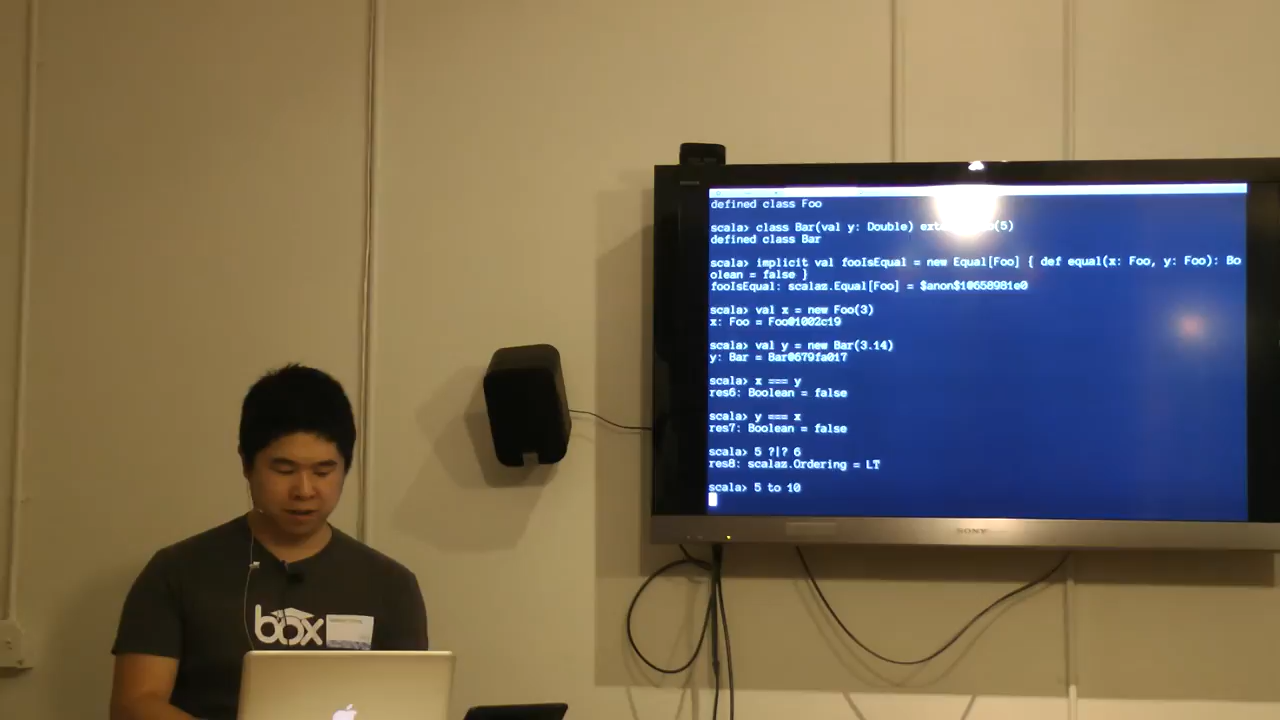 defined class Foo
scala> class Bar(val y: Double) (5)
defined class Bar
scala> implicit val fooIsEqual = new Equal[Foo] { def equal(x: Foo, y: Foo): Bo
olean = false }
fooIsEqual: scalaz.Equal[Foo] = $anon$1@658981e0
scala> val x = new Foo(3)
x: Foo = Foo@1002c19
scala> val y = new Bar(3.14)
y: Bar = Bar@679fa017
scala> x === y
res6: Boolean = false
scala> y === x
res7: Boolean = false
scala> 5 ?|? 6
res8: scalaz.Ordering = LT
scala> 5 to 10
SONY
box